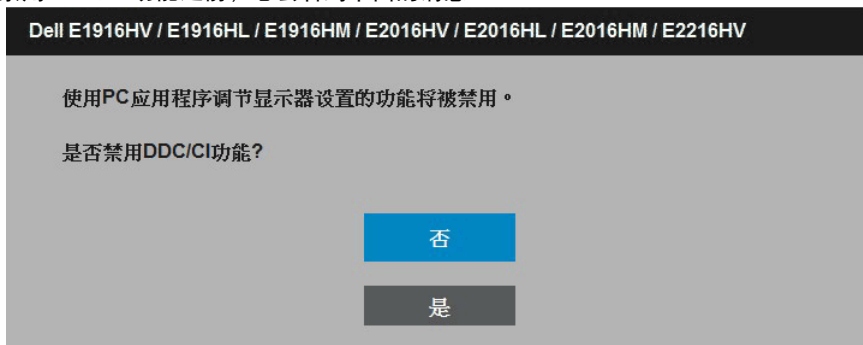 Dell E1916HV / E1916HL / E1916HM / E2016HV / E2016HL / E2016HM / E2216HV
使用PC应用程序调节显示器设置的功能将被禁用。
是否禁用DDC/CI功能?
否
是